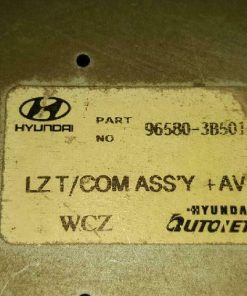 HYUNDAI
PART NO 96580-3B501
LZ T/COM ASS'Y +AV
WCZ
HYUNDAI
AUTONET